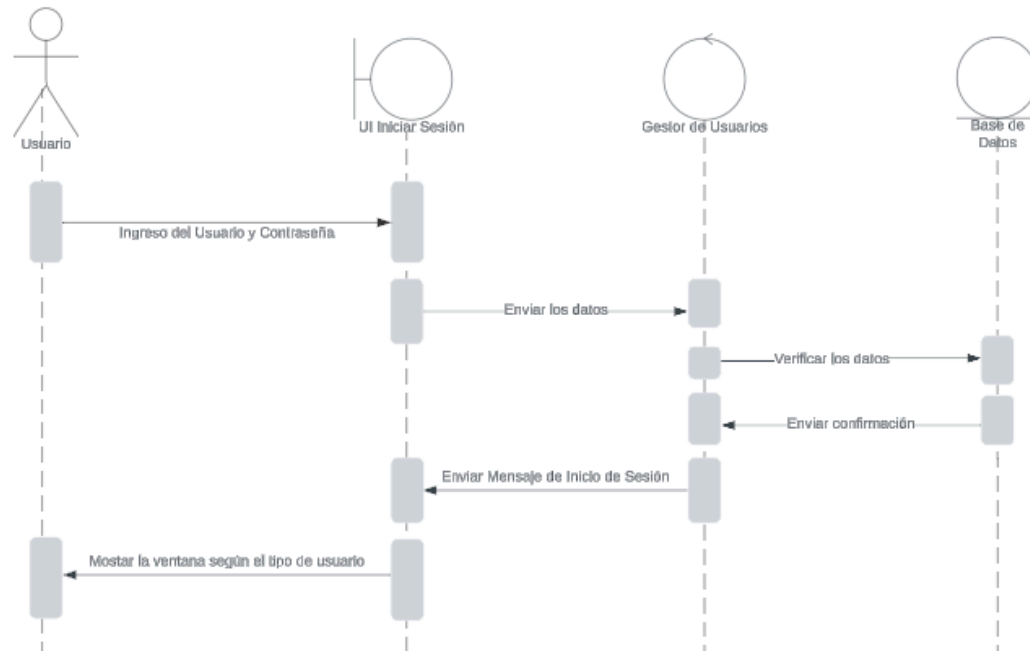 Usuario
UI Iniciar Sesión
Gestor de Usuarios
Base de
Datos
Ingreso del Usuario y Contraseña
Enviar los datos
Verificar los datos
Enviar confirmación
Enviar Mensaje de Inicio de Sesión
Mostar la ventana según el tipo de usuario